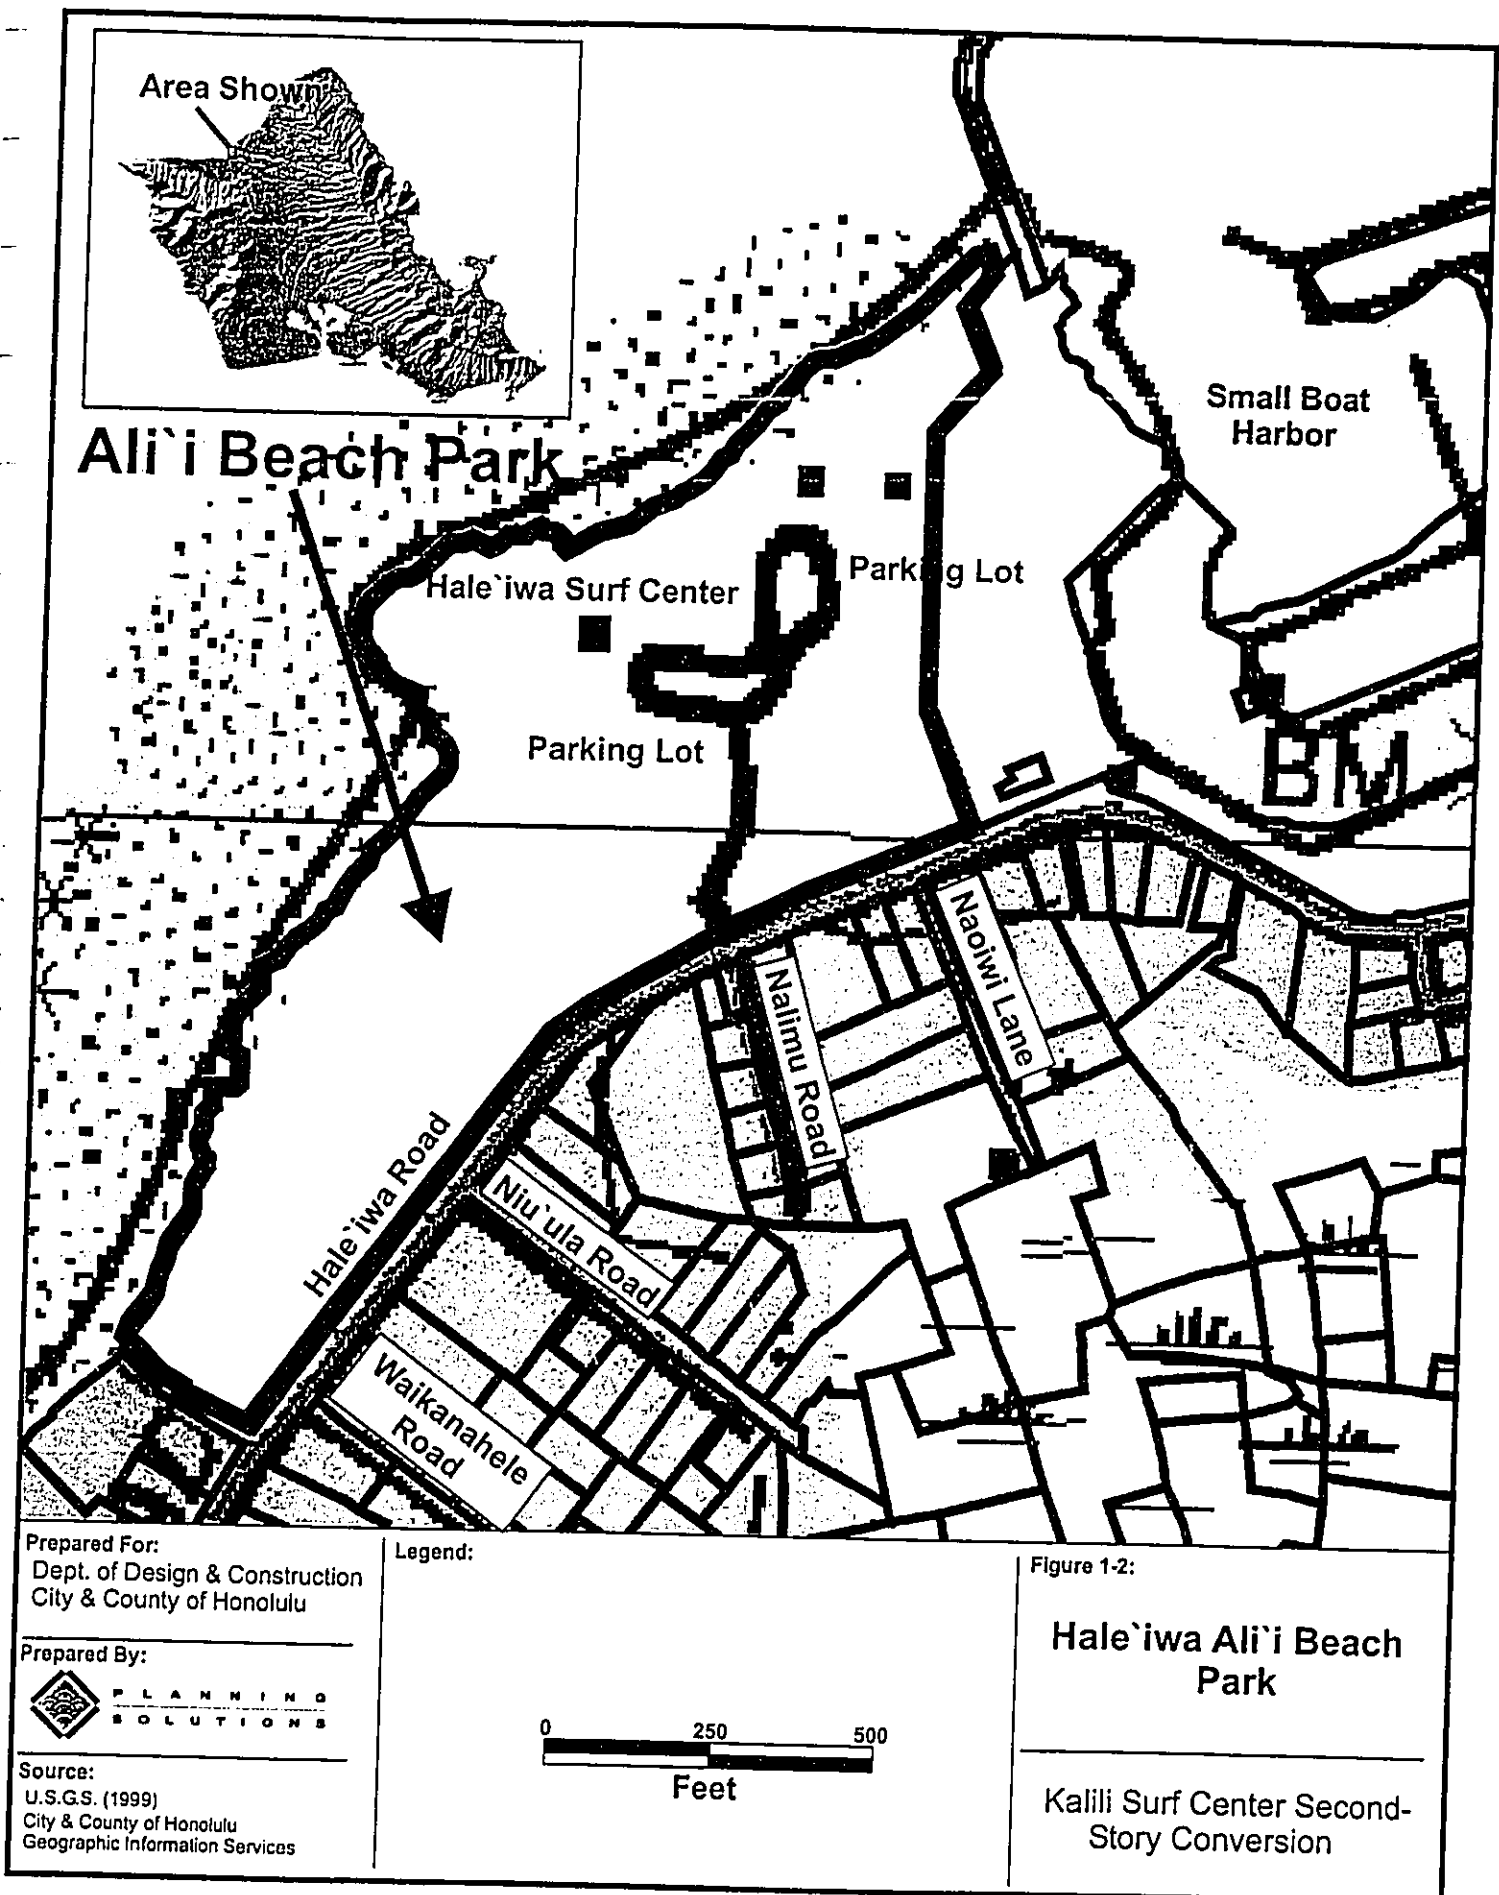 Area Shown
Ali`i Beach Park
Small Boat
Harbor
Hale`iwa Surf Center
Parking Lot
Parking Lot
BM
Naoiwi Lane
Nalimu Road
Hale`iwa Road
Niu`ula Road
Waikanahele
Road
Prepared For:
Dept. of Design & Construction
City & County of Honolulu
Prepared By:
PLANNING
SOLUTIONS
Source:
U.S.G.S. (1999)
City & County of Honolulu
Geographic Information Services
Legend:
0 250 500
Feet
Figure 1-2:
Hale`iwa Ali`i Beach
Park
Kalili Surf Center Second-
Story Conversion